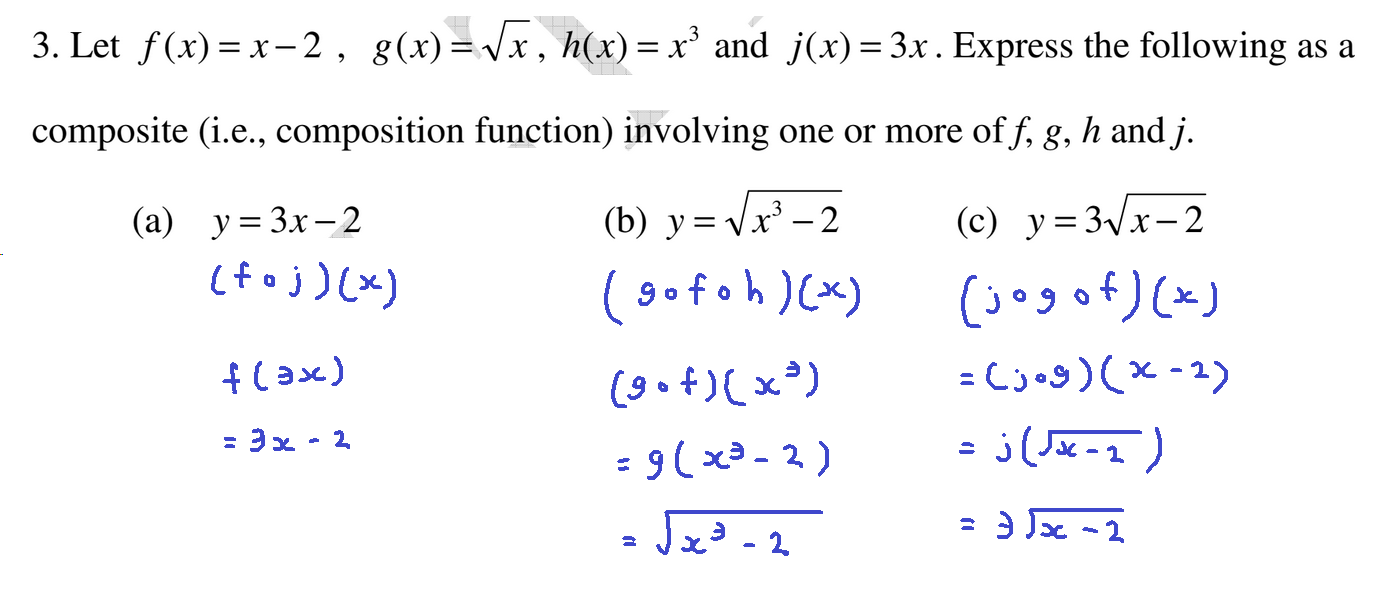 3. Let f(x) = x − 2 , g(x) = √x , h(x) = x³ and j(x) = 3x . Express the following as a
composite (i.e., composition function) involving one or more of f, g, h and j.
(a) y = 3x − 2
(f ∘ j)(x)
f(3x)
= 3x - 2
(b) y = √(x³ − 2)
(g ∘ f ∘ h)(x)
(g ∘ f)(x³)
= g(x³ - 2)
= √(x³ - 2)
(c) y = 3√(x − 2)
(j ∘ g ∘ f)(x)
= (j ∘ g)(x - 2)
= j(√(x - 2))
= 3√(x - 2)